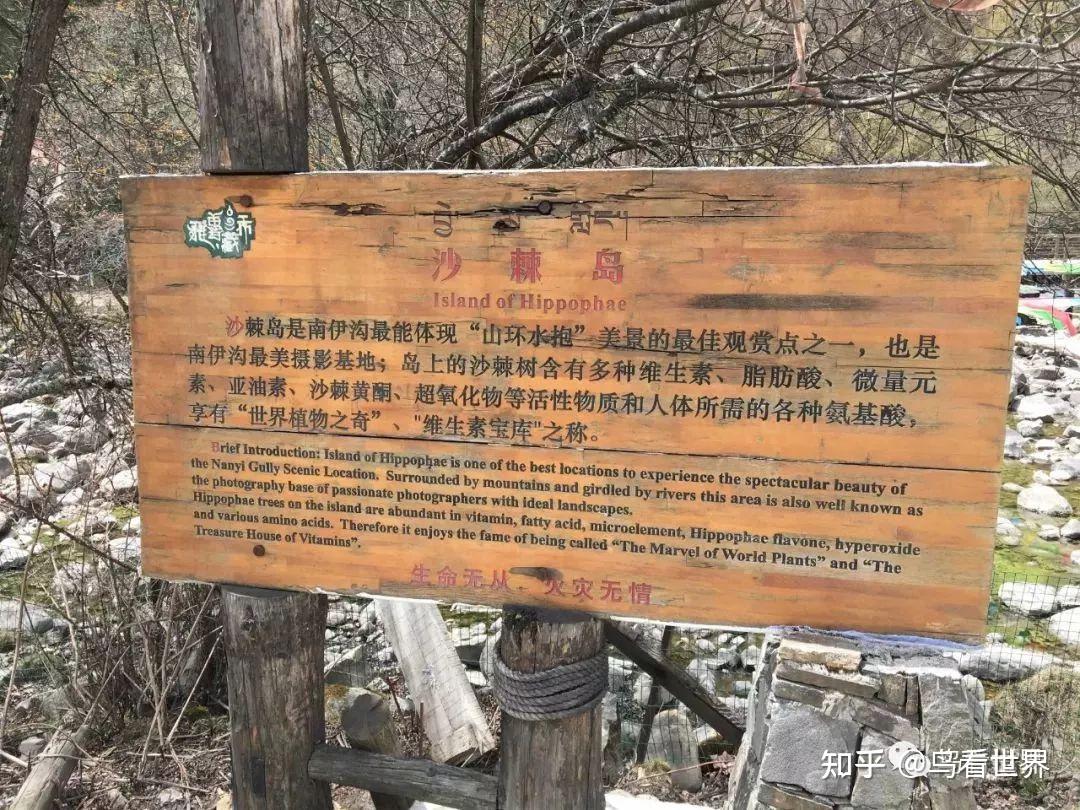 沙棘岛
Island of Hippophae
沙棘岛是南伊沟最能体现“山环水抱”美景的最佳观赏点之一，也是
南伊沟最美摄影基地；岛上的沙棘树含有多种维生素、脂肪酸、微量元
素、亚油素、沙棘黄酮、超氧化物等活性物质和人体所需的各种氨基酸，
享有“世界植物之奇”、"维生素宝库"之称。
Brief Introduction: Island of Hippophae is one of the best locations to experience the spectacular beauty of
the Nanyi Gully Scenic Location. Surrounded by mountains and girdled by rivers this area is also well known as
the photography base of passionate photographers with ideal landscapes.
Hippophae trees on the island are abundant in vitamin, fatty acid, microelement, Hippophae flavone, hyperoxide
and various amino acids. Therefore it enjoys the fame of being called “The Marvel of World Plants” and “The
Treasure House of Vitamins”.
生命无从 火灾无情
知乎 @鸟看世界